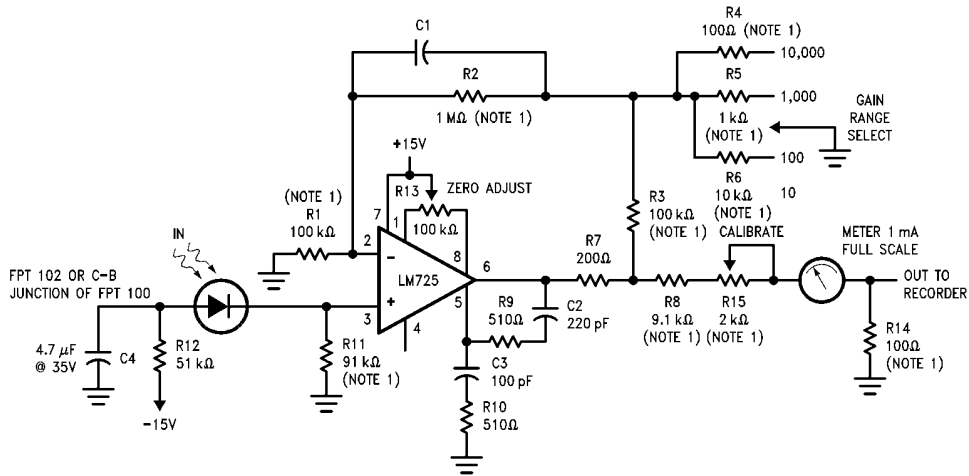 C1
R2
1 MΩ (NOTE 1)
R4
100Ω (NOTE 1)
10,000
R5
1,000
1 kΩ
(NOTE 1)
GAIN
RANGE
SELECT
100
R6
10 kΩ
(NOTE 1)
10
+15V
R13
ZERO ADJUST
100 kΩ
(NOTE 1)
R1
100 kΩ
7
1
2
8
LM725
6
5
3
4
R3
100 kΩ
(NOTE 1)
CALIBRATE
METER 1 mA
FULL SCALE
IN
FPT 102 OR C-B
JUNCTION OF FPT 100
R7
200Ω
OUT TO
RECORDER
R9
510Ω
C2
220 pF
R8
9.1 kΩ
(NOTE 1)
R15
2 kΩ
(NOTE 1)
4.7 μF
@ 35V
C4
R12
51 kΩ
-15V
R11
91 kΩ
(NOTE 1)
C3
100 pF
R10
510Ω
R14
100Ω
(NOTE 1)